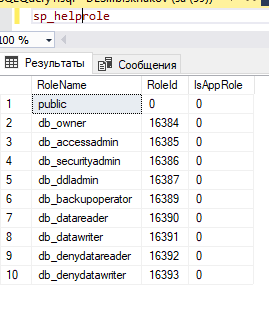 sp_helprole
100 %
Результаты Сообщения
RoleName RoleId IsAppRole
1 public 0 0
2 db_owner 16384 0
3 db_accessadmin 16385 0
4 db_securityadmin 16386 0
5 db_ddladmin 16387 0
6 db_backupoperator 16389 0
7 db_datareader 16390 0
8 db_datawriter 16391 0
9 db_denydatareader 16392 0
10 db_denydatawriter 16393 0